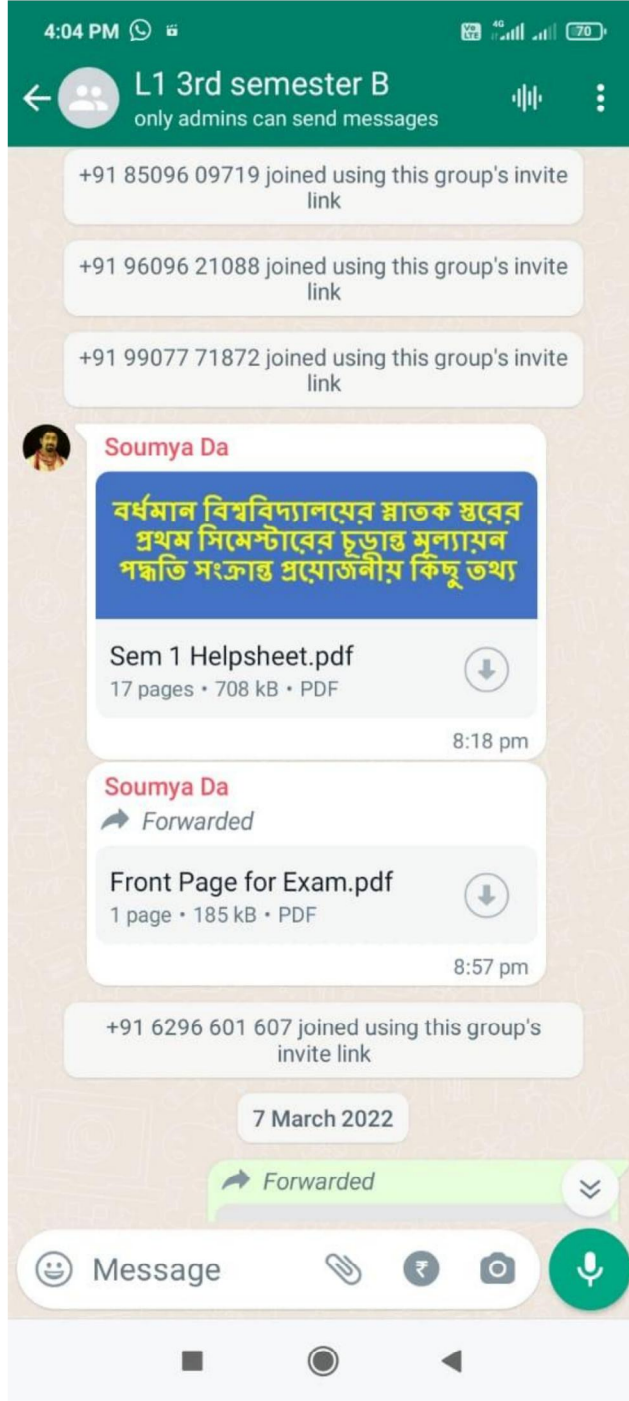 4:04 PM
Vo LTE 4G 70
L1 3rd semester B
only admins can send messages
+91 85096 09719 joined using this group's invite
link
+91 96096 21088 joined using this group's invite
link
+91 99077 71872 joined using this group's invite
link
Soumya Da
বর্ধমান বিশ্ববিদ্যালয়ের স্নাতক স্তরের
প্রথম সিমেস্টারের চূড়ান্ত মূল্যায়ন
পদ্ধতি সংক্রান্ত প্রয়োজনীয় কিছু তথ্য
Sem 1 Helpsheet.pdf
17 pages • 708 kB • PDF
8:18 pm
Soumya Da
Forwarded
Front Page for Exam.pdf
1 page • 185 kB • PDF
8:57 pm
+91 6296 601 607 joined using this group's
invite link
7 March 2022
Forwarded
Message
₹